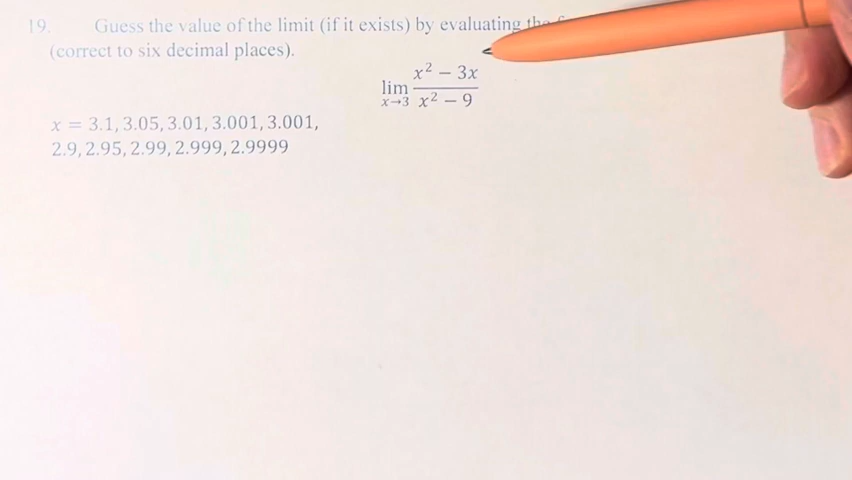 19. Guess the value of the limit (if it exists) by evaluating the
(correct to six decimal places).
lim x→3 x² − 3x / x² − 9
x = 3.1, 3.05, 3.01, 3.001, 3.001,
2.9, 2.95, 2.99, 2.999, 2.9999